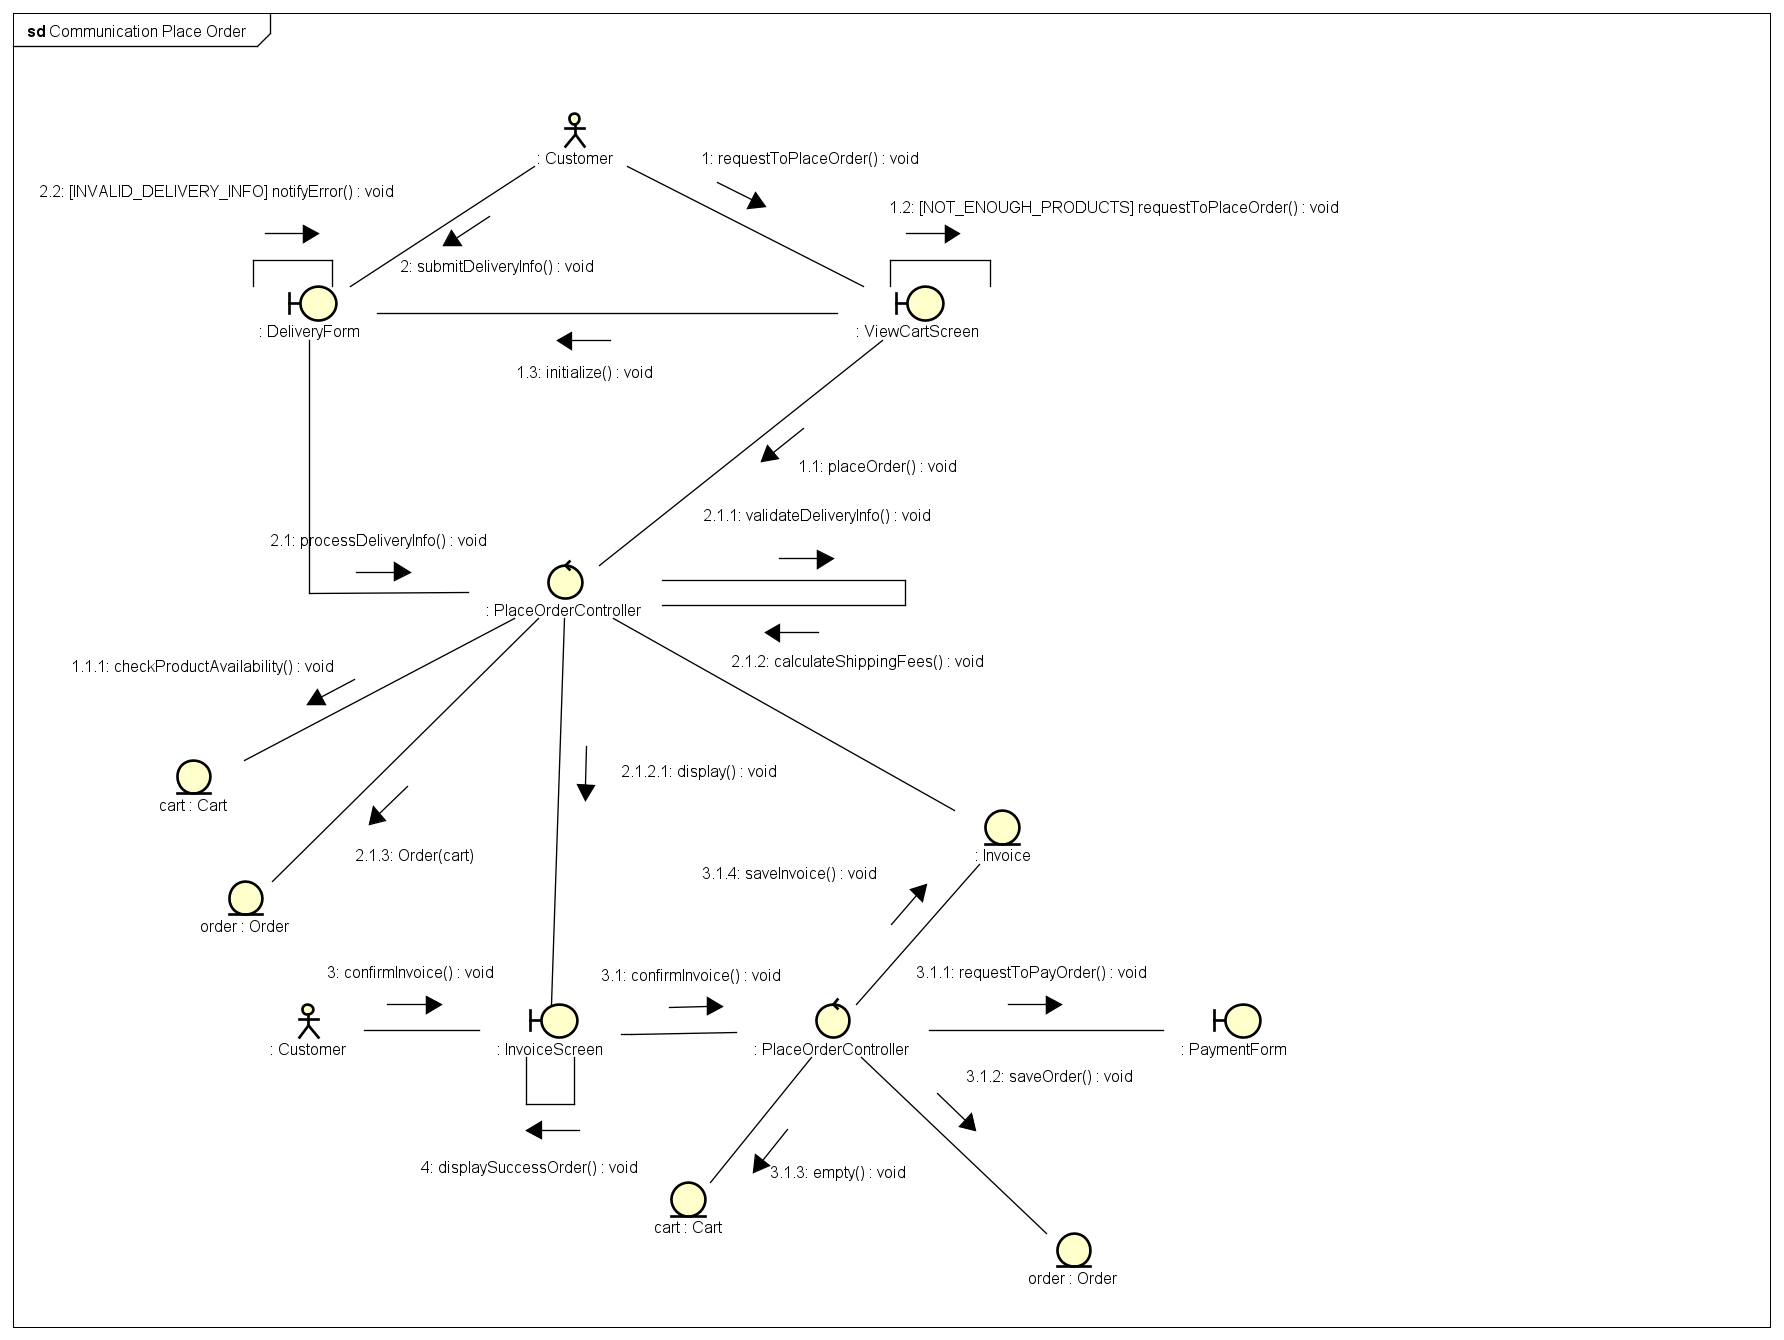 sd Communication Place Order
: Customer
1: requestToPlaceOrder() : void
2.2: [INVALID_DELIVERY_INFO] notifyError() : void
1.2: [NOT_ENOUGH_PRODUCTS] requestToPlaceOrder() : void
2: submitDeliveryInfo() : void
: DeliveryForm
: ViewCartScreen
1.3: initialize() : void
1.1: placeOrder() : void
2.1.1: validateDeliveryInfo() : void
2.1: processDeliveryInfo() : void
: PlaceOrderController
1.1.1: checkProductAvailability() : void
2.1.2: calculateShippingFees() : void
2.1.2.1: display() : void
cart : Cart
2.1.3: Order(cart)
: Invoice
3.1.4: saveInvoice() : void
order : Order
3: confirmInvoice() : void
3.1: confirmInvoice() : void
3.1.1: requestToPayOrder() : void
: Customer
: InvoiceScreen
: PlaceOrderController
: PaymentForm
3.1.2: saveOrder() : void
4: displaySuccessOrder() : void
3.1.3: empty() : void
cart : Cart
order : Order